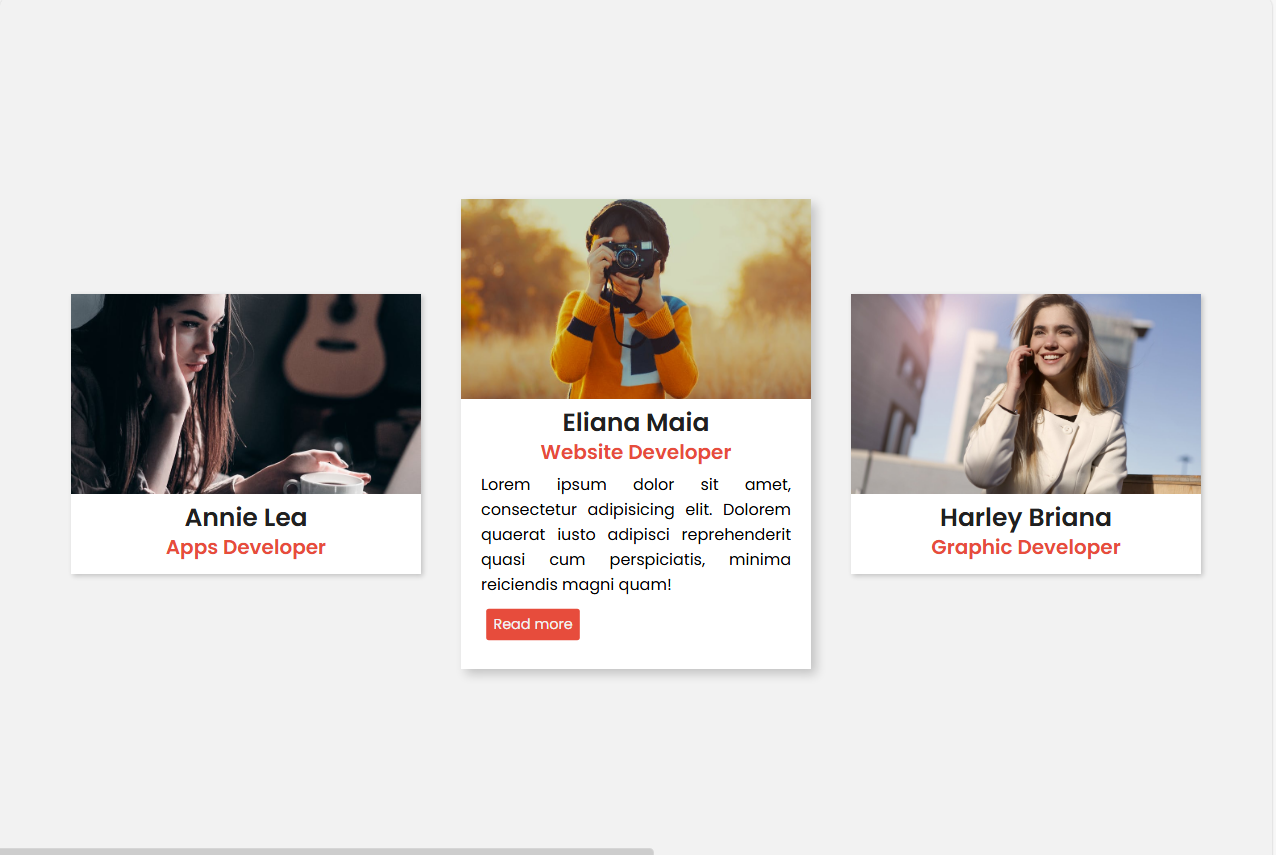 Annie Lea
Apps Developer
Eliana Maia
Website Developer
Lorem ipsum dolor sit amet,
consectetur adipisicing elit. Dolorem
quaerat iusto adipisci reprehenderit
quasi cum perspiciatis, minima
reiciendis magni quam!
Read more
Harley Briana
Graphic Developer